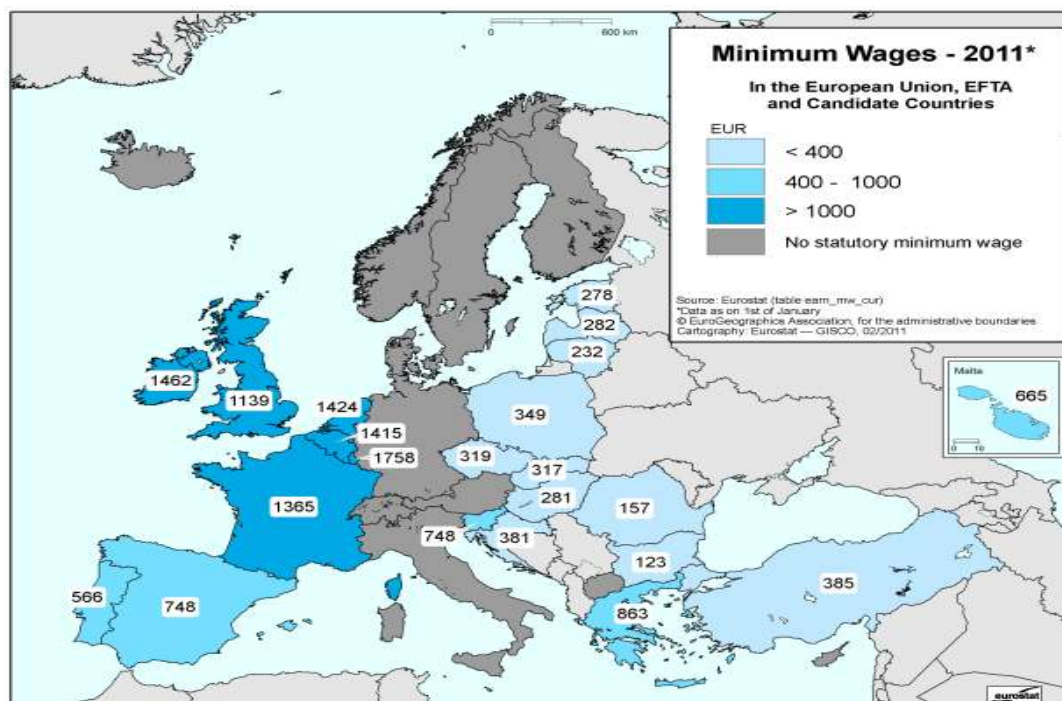 0 600 km
Minimum Wages - 2011*
In the European Union, EFTA
and Candidate Countries
EUR
< 400
400 - 1000
> 1000
No statutory minimum wage
Source: Eurostat (table earn_mw_cur)
*Data as on 1st of January
© EuroGeographics Association, for the administrative boundaries
Cartography: Eurostat — GISCO, 02/2011
Malta
665
0 10
278
282
232
1462
1139
1424
1415
1758
349
319
317
1365
281
157
748
381
123
385
566
748
863
eurostat